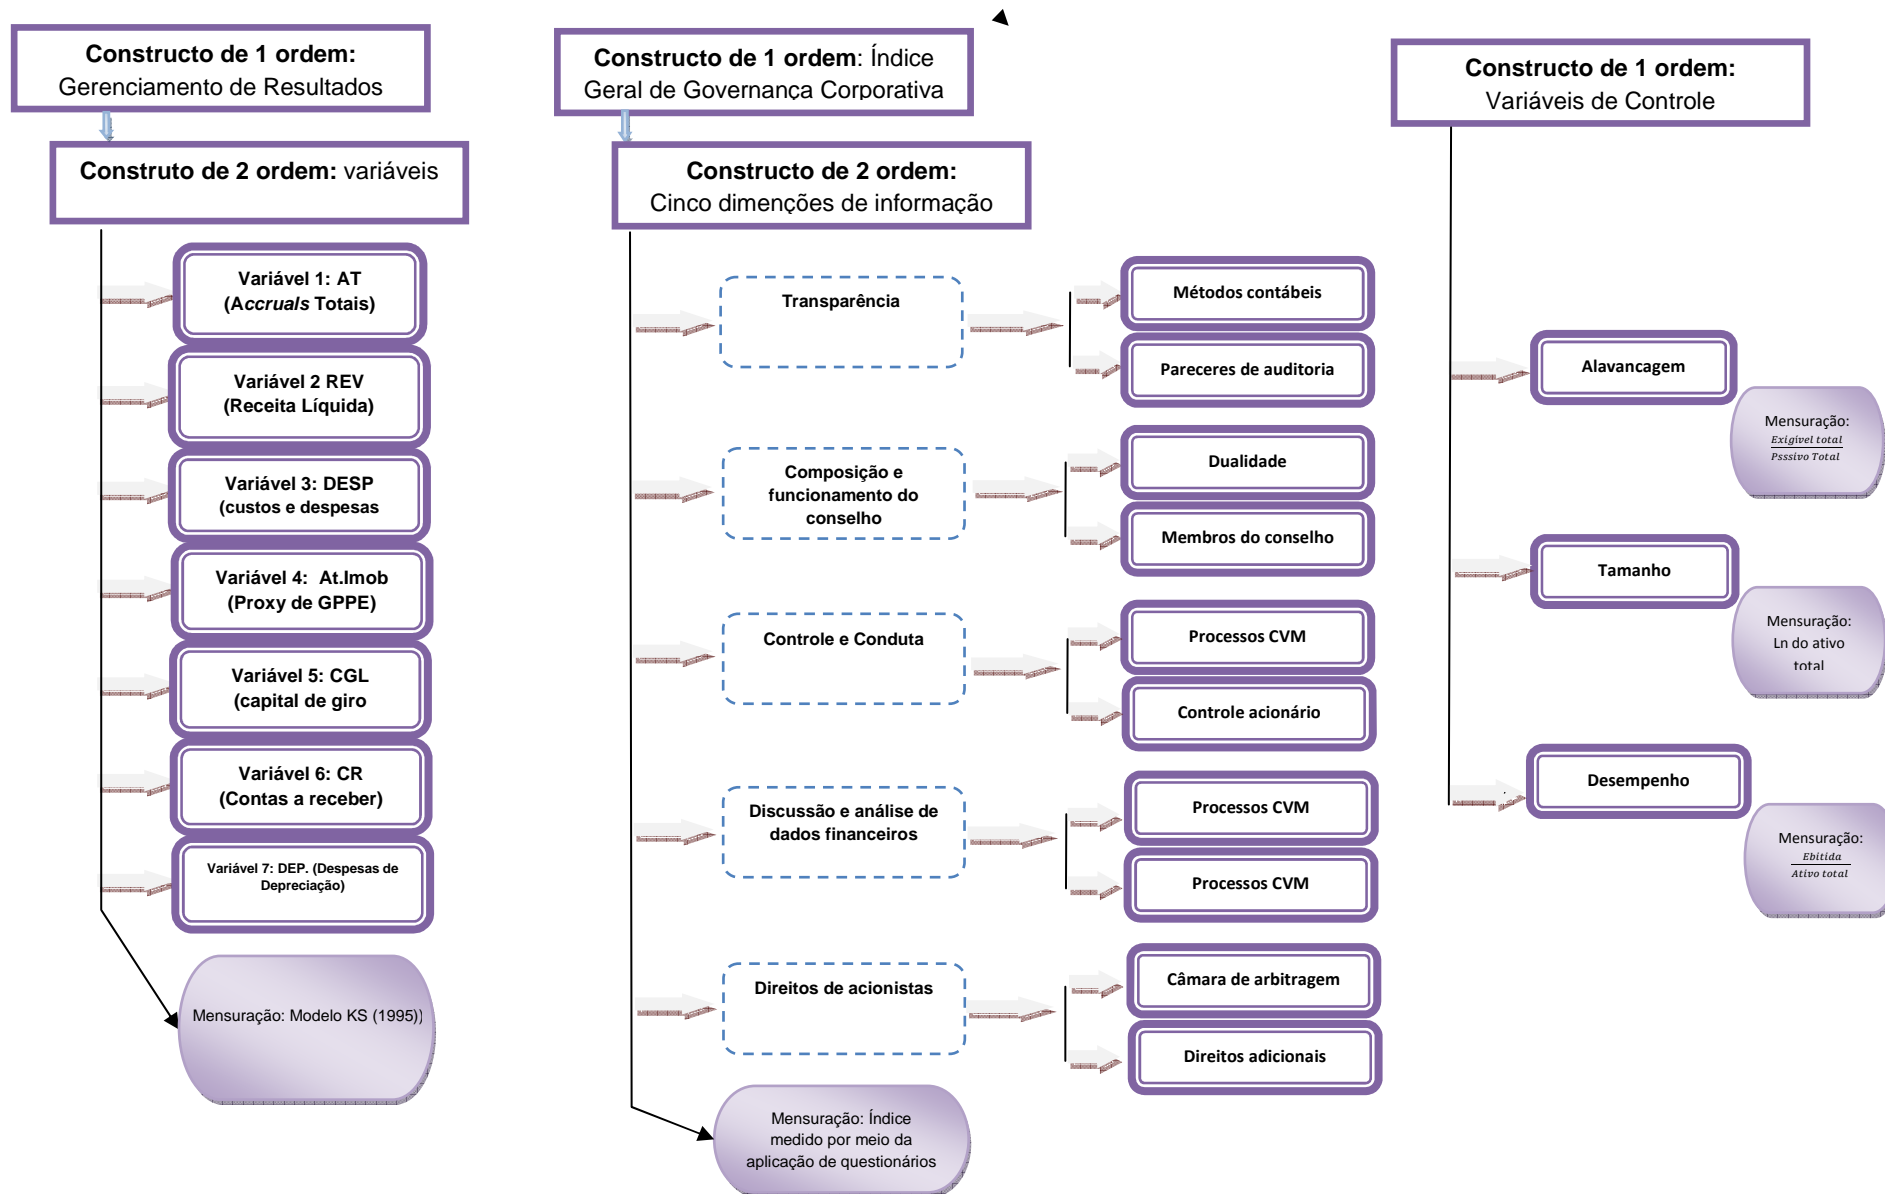 Constructo de 1 ordem:
Gerenciamento de Resultados
Construto de 2 ordem: variáveis
Variável 1: AT
(Accruals Totais)
Variável 2 REV
(Receita Líquida)
Variável 3: DESP
(custos e despesas
Variável 4: At.Imob
(Proxy de GPPE)
Variável 5: CGL
(capital de giro
Variável 6: CR
(Contas a receber)
Variável 7: DEP. (Despesas de
Depreciação)
Mensuração: Modelo KS (1995))
Constructo de 1 ordem: Índice
Geral de Governança Corporativa
Constructo de 2 ordem:
Cinco dimenções de informação
Transparência
Métodos contábeis
Pareceres de auditoria
Composição e
funcionamento do
conselho
Dualidade
Membros do conselho
Controle e Conduta
Processos CVM
Controle acionário
Discussão e análise de
dados financeiros
Processos CVM
Processos CVM
Direitos de acionistas
Câmara de arbitragem
Direitos adicionais
Mensuração: Índice
medido por meio da
aplicação de questionários
Constructo de 1 ordem:
Variáveis de Controle
Alavancagem
Mensuração:
Exigível total
Psssivo Total
Tamanho
Mensuração:
Ln do ativo
total
Desempenho
Mensuração:
Ebitida
Ativo total